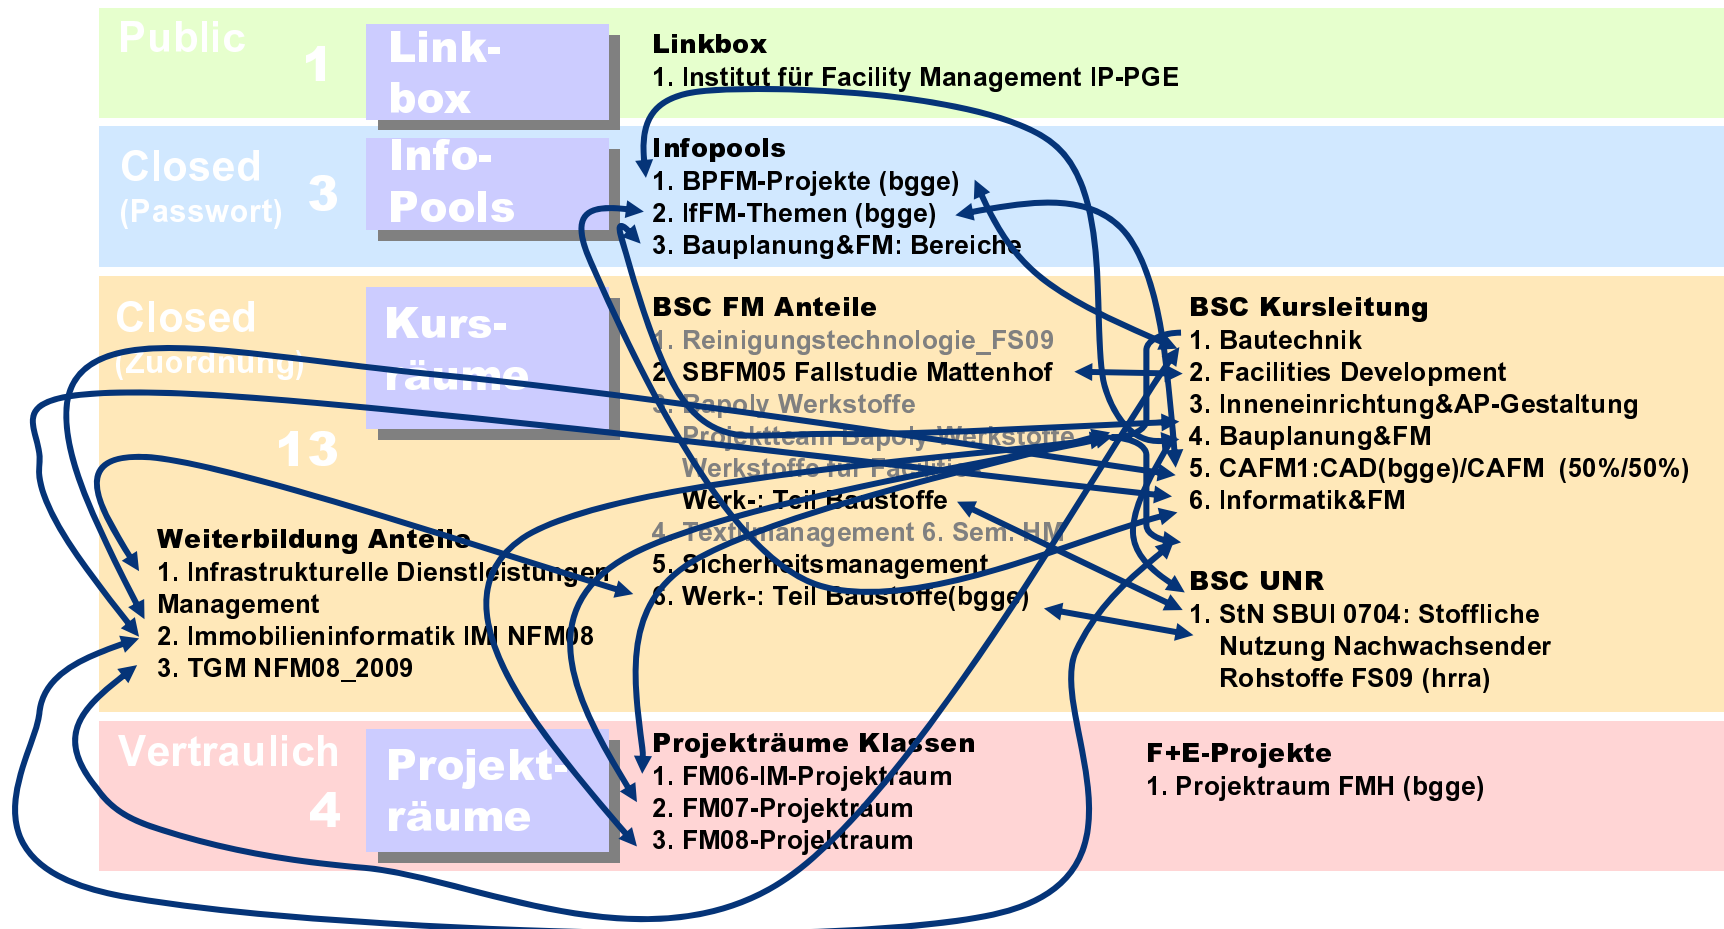 Public
1
Link-
box
Linkbox
1. Institut für Facility Management IP-PGE
Closed
(Passwort)
3
Info-
Pools
Infopools
1. BPFM-Projekte (bgge)
2. IfFM-Themen (bgge)
3. Bauplanung&FM: Bereiche
Closed
(Zuordnung)
13
Kurs-
räume
BSC FM Anteile
1. Reinigungstechnologie_FS09
2. SBFM05 Fallstudie Mattenhof
3. Bapoly Werkstoffe
Projektteam Bapoly Werkstoffe
Werkstoffe für
Werk-: Teil Baustoffe
4. Textilmanagement 6. Sem. HM
5. Sicherheitsmanagement
6. Werk-: Teil Baustoffe(bgge)
BSC Kursleitung
1. Bautechnik
2. Facilities Development
3. Inneneinrichtung&AP-Gestaltung
4. Bauplanung&FM
5. CAFM1:CAD(bgge)/CAFM (50%/50%)
6. Informatik&FM
BSC UNR
1. StN SBUI 0704: Stoffliche
Nutzung Nachwachsender
Rohstoffe FS09 (hrra)
Weiterbildung Anteile
1. Infrastrukturelle Dienstleistungen
Management
2. Immobilieninformatik IMI NFM08
3. TGM NFM08_2009
Vertraulich
4
Projekt-
räume
Projekträume Klassen
1. FM06-IM-Projektraum
2. FM07-Projektraum
3. FM08-Projektraum
F+E-Projekte
1. Projektraum FMH (bgge)